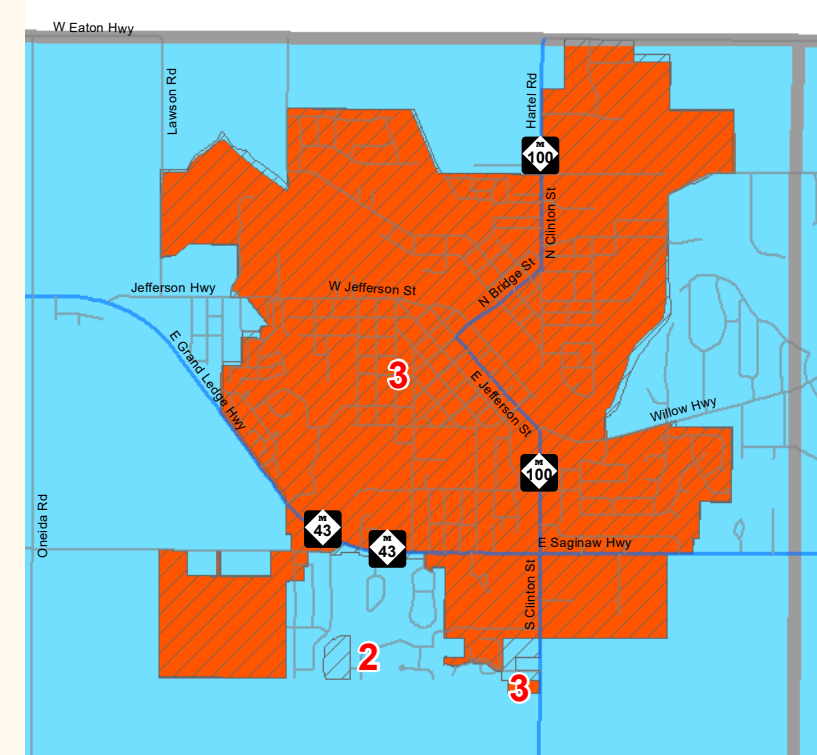 W Eaton Hwy
Lawson Rd
Hartel Rd
M
100
N Clinton St
N Bridge St
Jefferson Hwy
W Jefferson St
E Grand Ledge Hwy
3
E Jefferson St
Willow Hwy
M
100
Oneida Rd
M
43
M
43
E Saginaw Hwy
S Clinton St
2
3